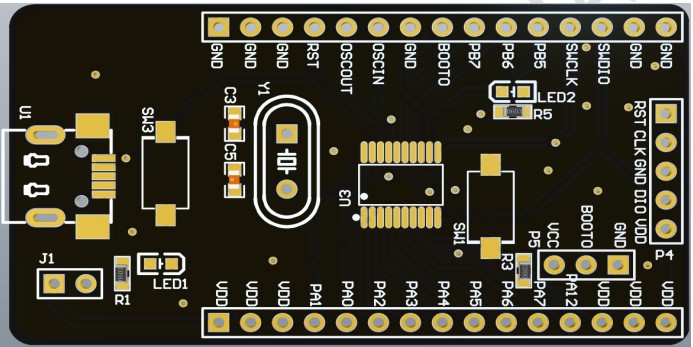 GND GND GND RST OSCOUT OSCIN GND BOOT0 PB7 PB6 PB5 SWCLK SWDIO GND GND
U1
SW3
C3
Y1
LED2
R5
RST CLK GND DIO VDD
P4
C5
U3
SW1
P5
VCC BOOT0 GND
R3
J1
R1
LED1
VDD VDD VDD PA1 PA0 PA2 PA3 PA4 PA5 PA6 PA7 PA12 VDD VDD VDD